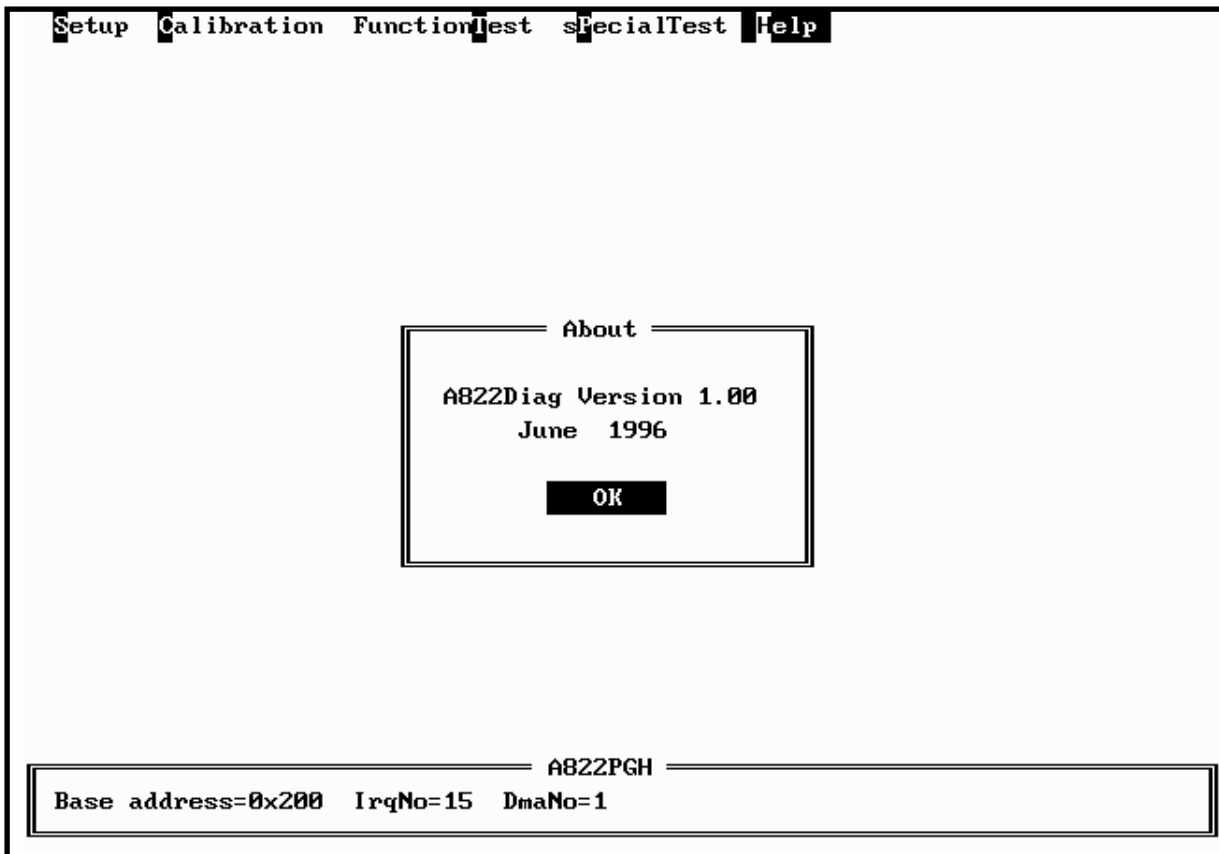 Setup Calibration FunctionTest sPecialTest Help
About
A822Diag Version 1.00
June 1996
OK
A822PGH
Base address=0x200 IrqNo=15 DmaNo=1